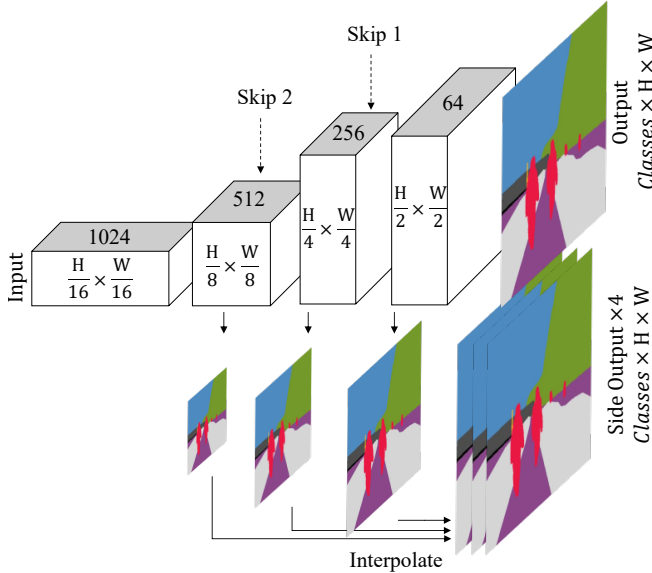 Skip 1
Skip 2
64
256
512
1024
Input
H/16 × W/16
H/8 × W/8
H/4 × W/4
H/2 × W/2
Output
Classes × H × W
Side Output ×4
Classes × H × W
Interpolate